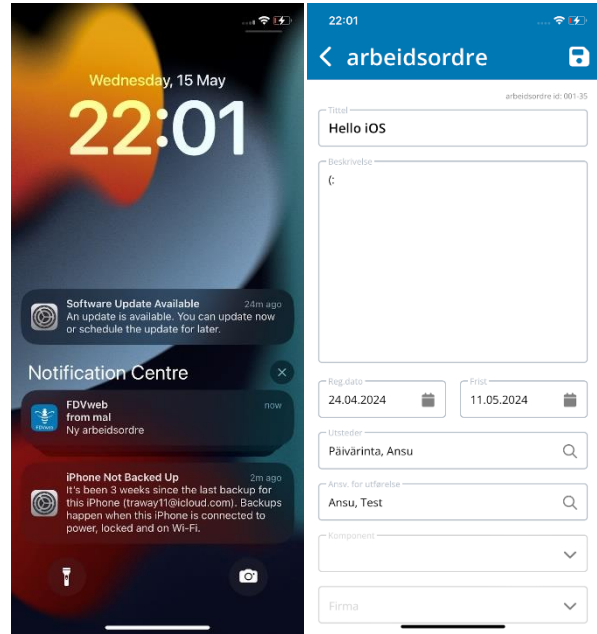 Wednesday, 15 May
22:01
Software Update Available 24m ago
An update is available. You can update now
or schedule the update for later.
Notification Centre
FDVweb now
from mal
Ny arbeidsordre
FDVweb
iPhone Not Backed Up 2m ago
It's been 3 weeks since the last backup for
this iPhone (traway11@icloud.com). Backups
happen when this iPhone is connected to
power, locked and on Wi-Fi.
22:01
arbeidsordre
arbeidsordre id: 001-35
Tittel
Hello iOS
Beskrivelse
(:
Reg.dato Frist
24.04.2024 11.05.2024
Utsteder
Päivärinta, Ansu
Ansv. for utførelse
Ansu, Test
Komponent
Firma